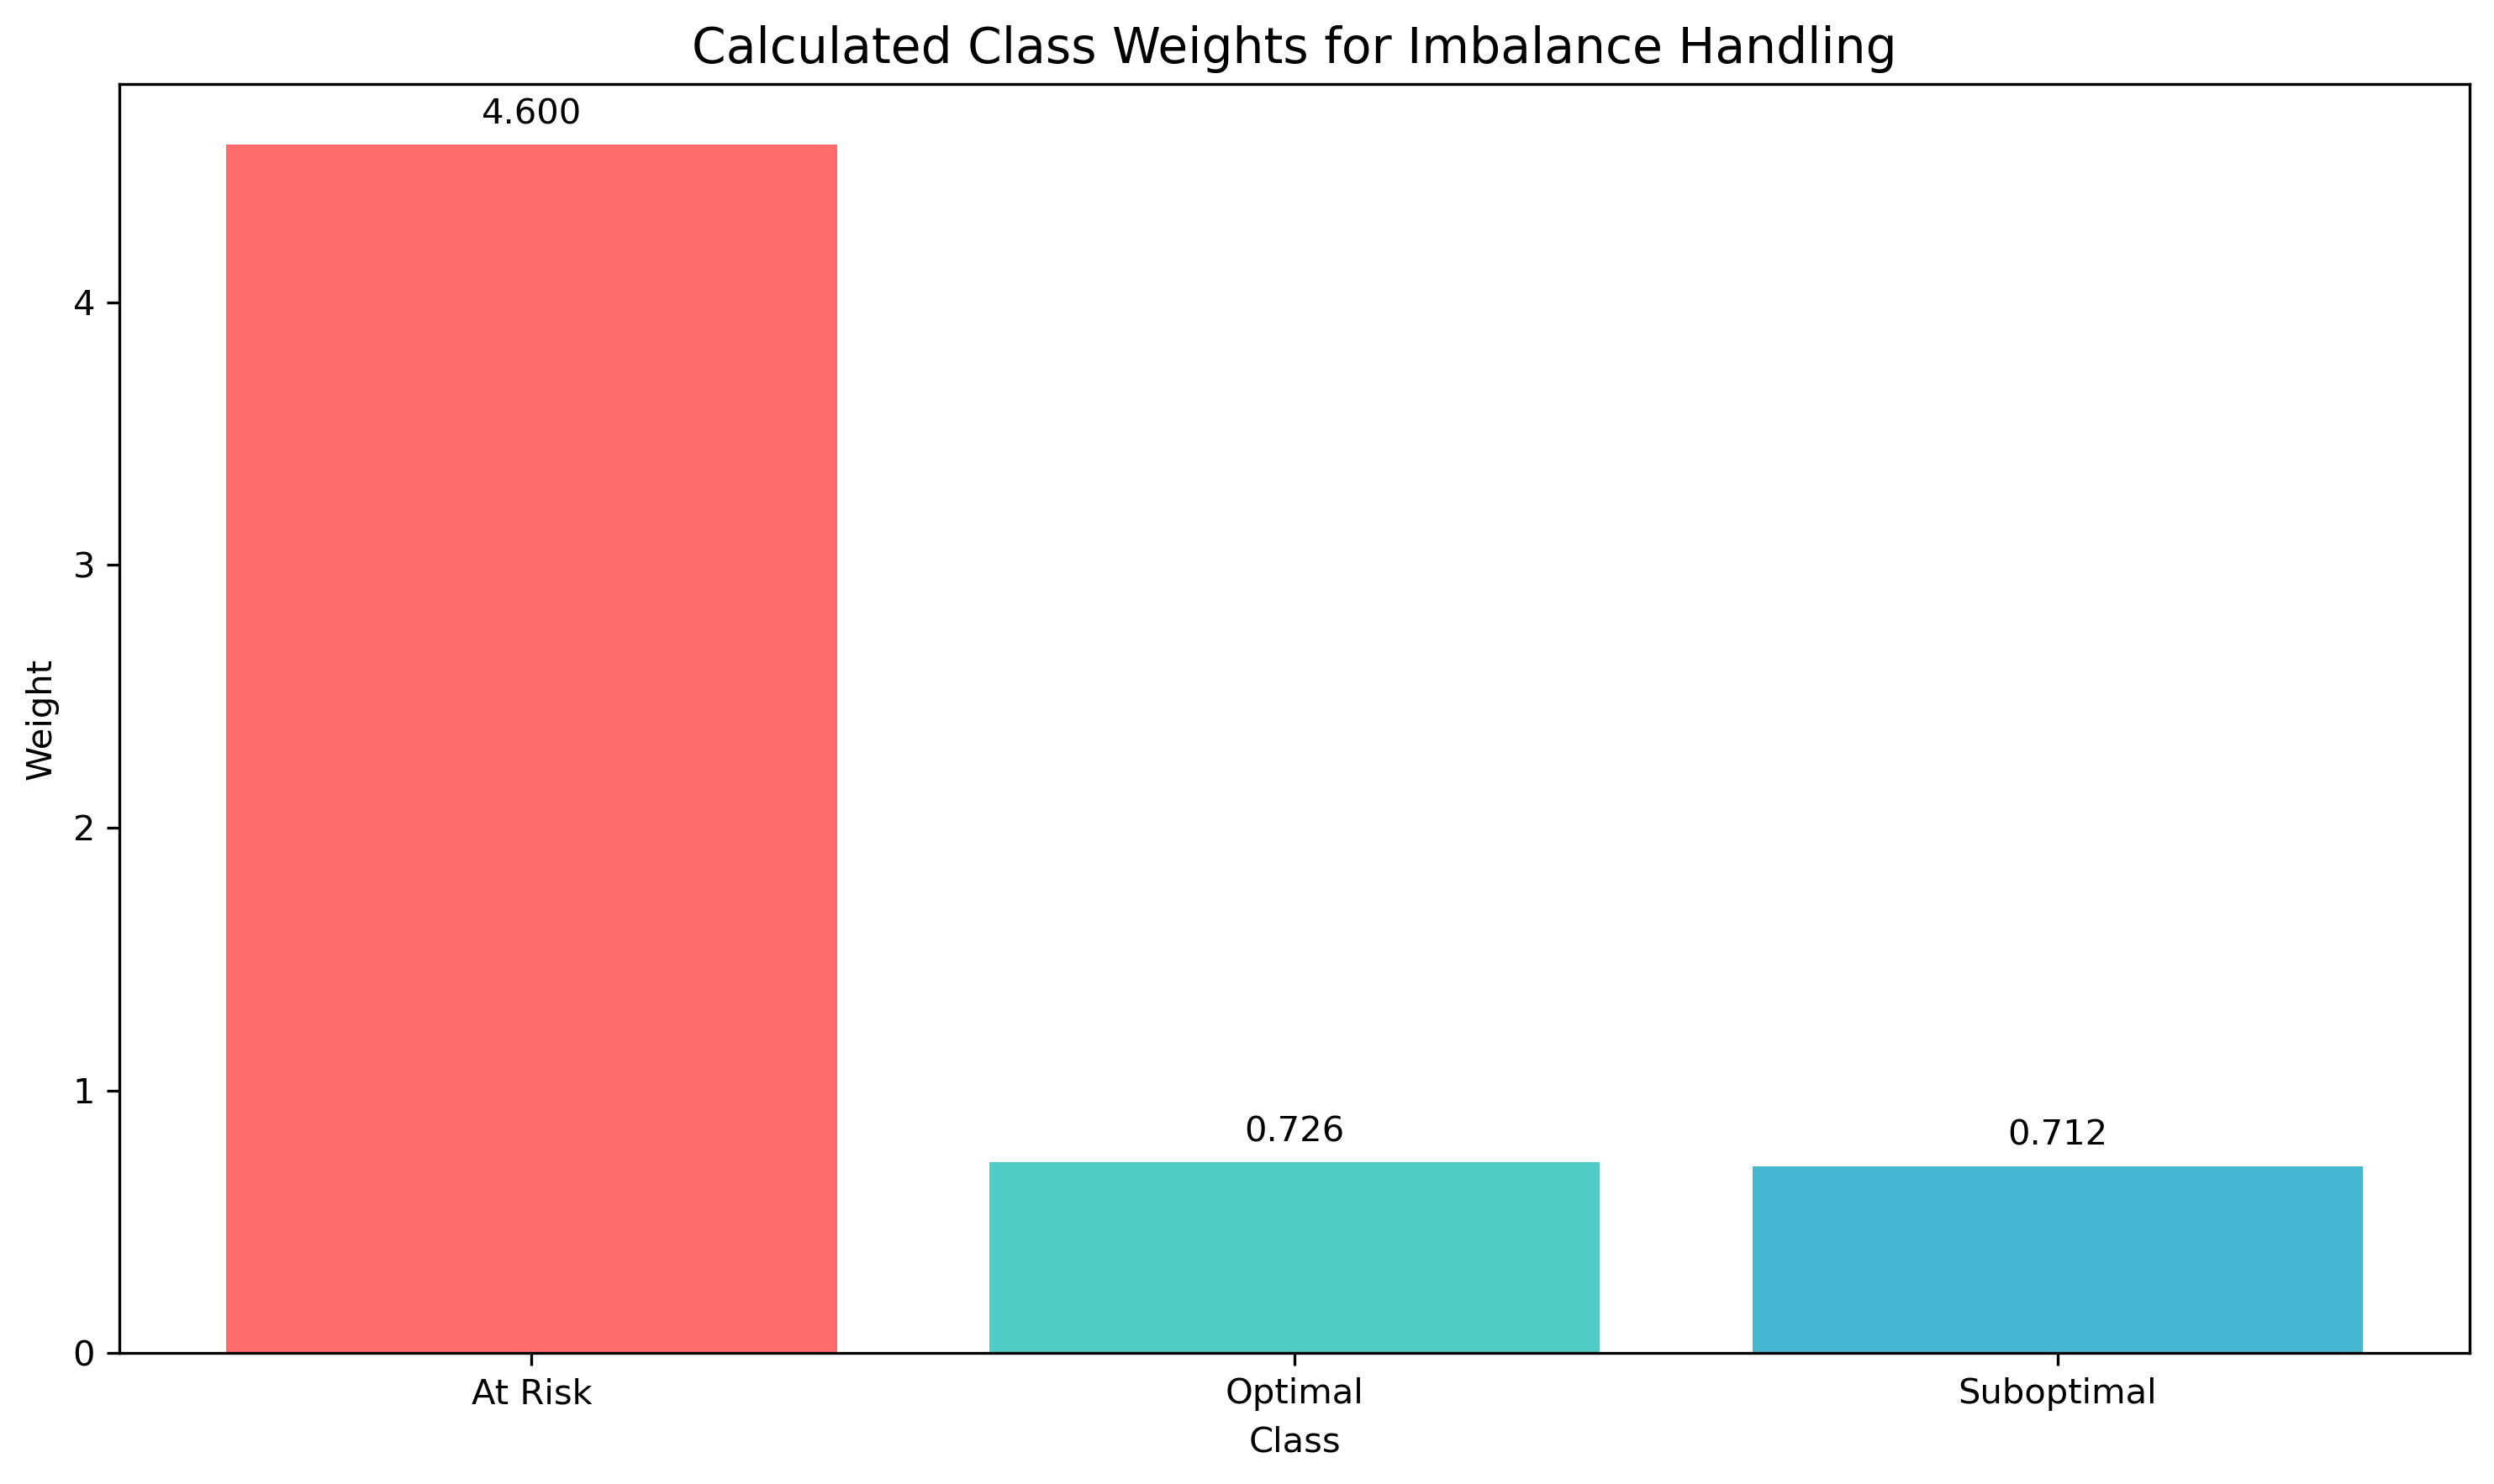 Calculated Class Weights for Imbalance Handling
4.600
4
3
Weight
2
1
0.726
0.712
0
At Risk
Optimal
Suboptimal
Class